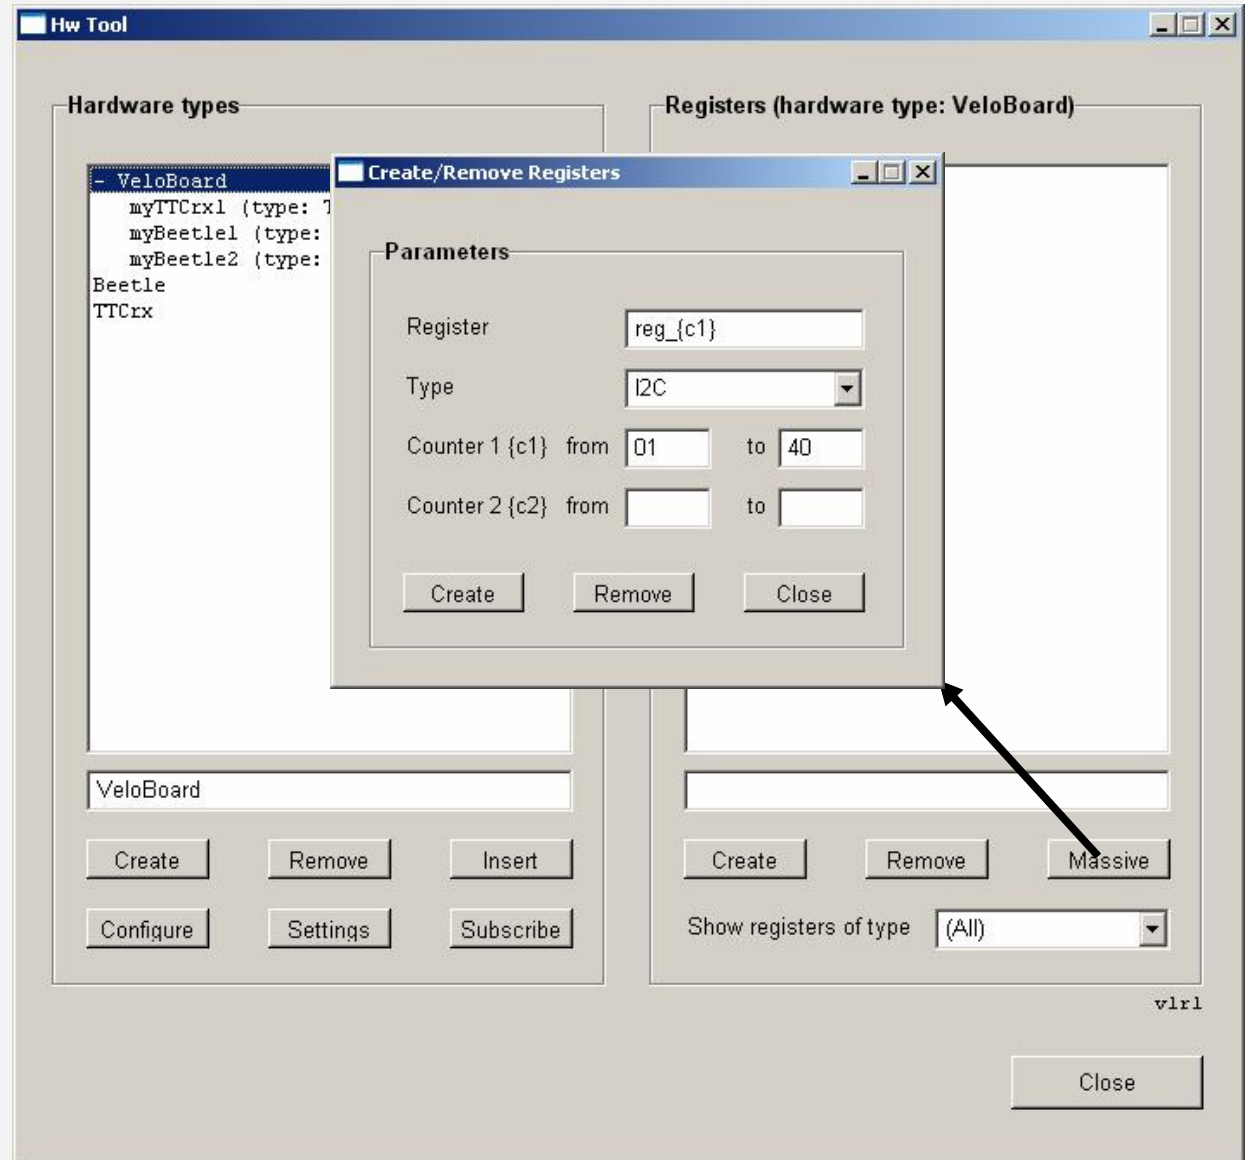 Hw Tool
Hardware types
- VeloBoard
myTTCrx1 (type:
myBeetle1 (type:
myBeetle2 (type:
Beetle
TTCrx
VeloBoard
Create Remove Insert
Configure Settings Subscribe
Registers (hardware type: VeloBoard)
Create/Remove Registers
Parameters
Register reg_{c1}
Type I2C
Counter 1 {c1} from 01 to 40
Counter 2 {c2} from to
Create Remove Close
Create Remove Massive
Show registers of type (All)
v1r1
Close